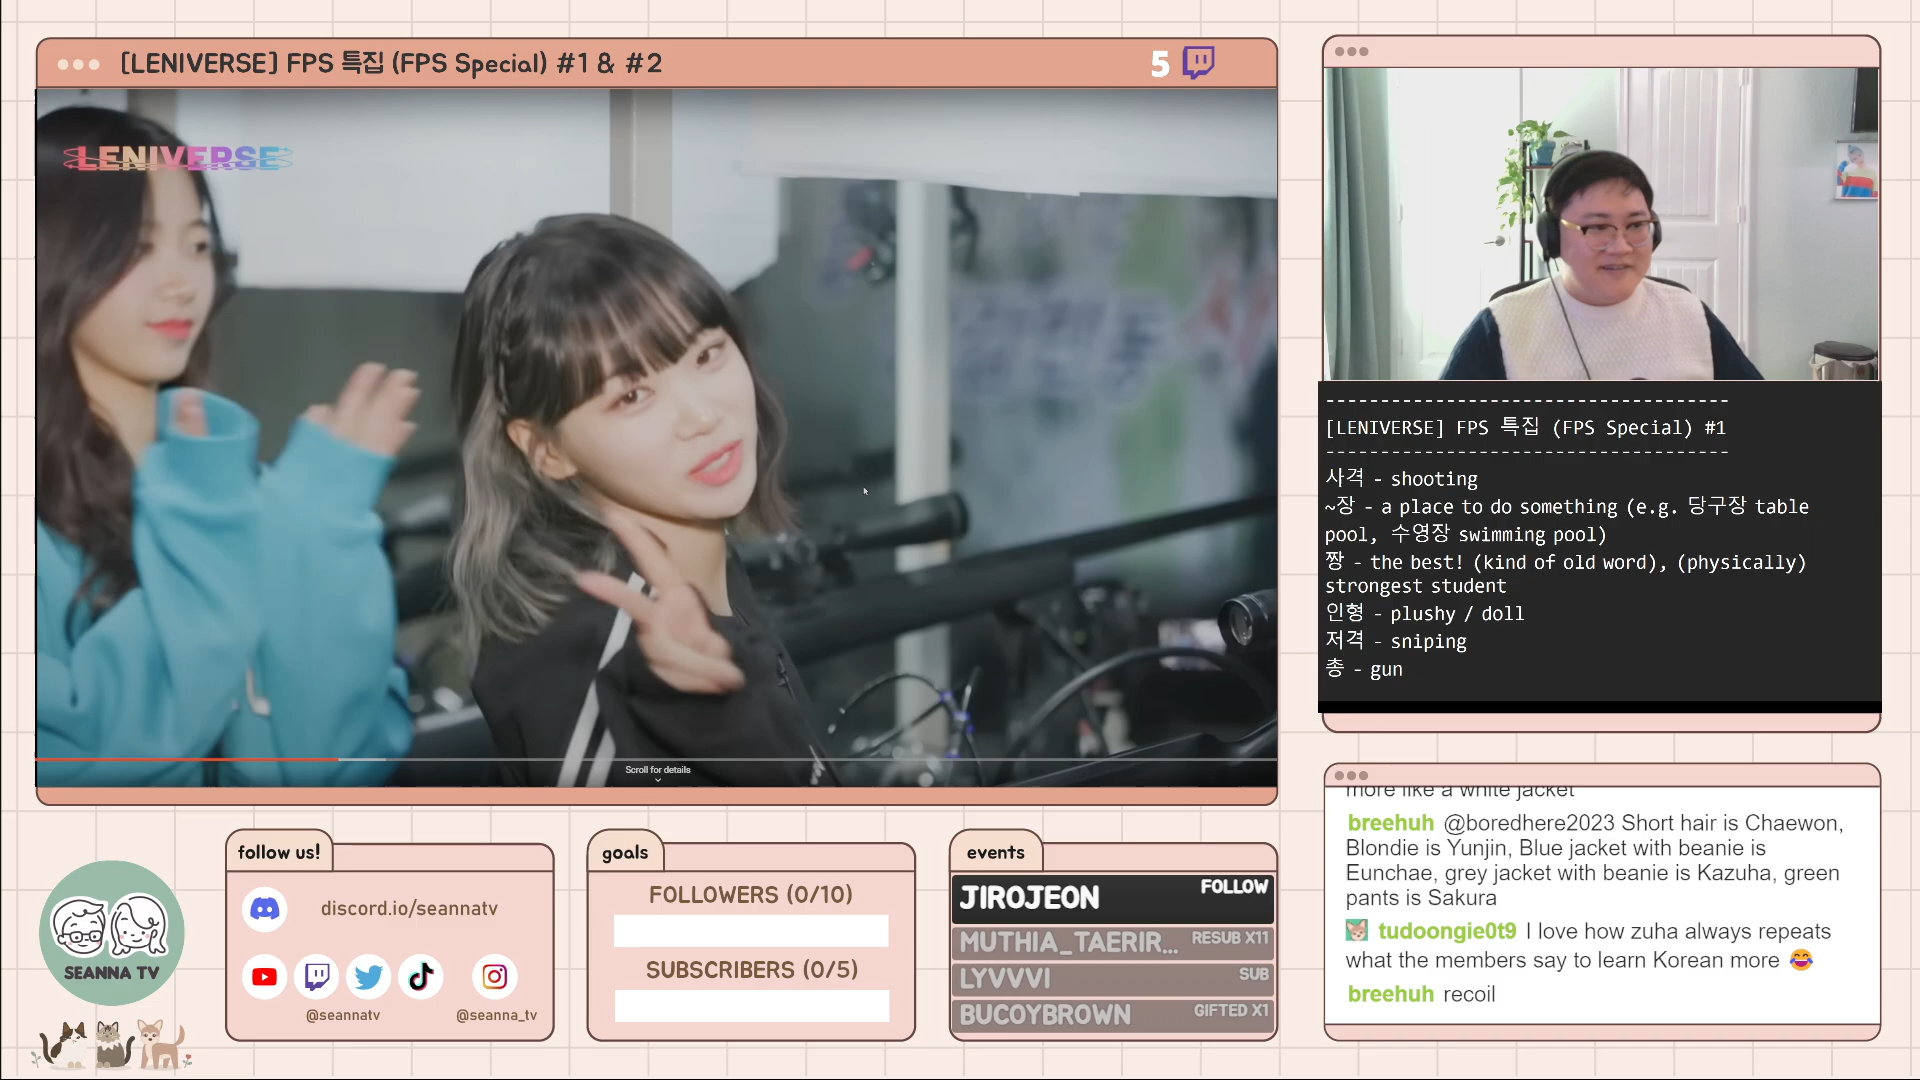 [LENIVERSE] FPS 특집 (FPS Special) #1 & #2
5
LENIVERSE
Scroll for details
-----------------------------------
[LENIVERSE] FPS 특집 (FPS Special) #1
-----------------------------------
사격 - shooting
~장 - a place to do something (e.g. 당구장 table
pool, 수영장 swimming pool)
짱 - the best! (kind of old word), (physically)
strongest student
인형 - plushy / doll
저격 - sniping
총 - gun
more like a white jacket
breehuh @boredhere2023 Short hair is Chaewon,
Blondie is Yunjin, Blue jacket with beanie is
Eunchae, grey jacket with beanie is Kazuha, green
pants is Sakura
tudoongie0t9 I love how zuha always repeats
what the members say to learn Korean more 😂
breehuh recoil
SEANNA TV
follow us!
discord.io/seannatv
@seannatv
@seanna_tv
goals
FOLLOWERS (0/10)
SUBSCRIBERS (0/5)
events
JIROJEON FOLLOW
MUTHIA_TAERIR... RESUB X11
LYVVVI SUB
BUCOYBROWN GIFTED X1